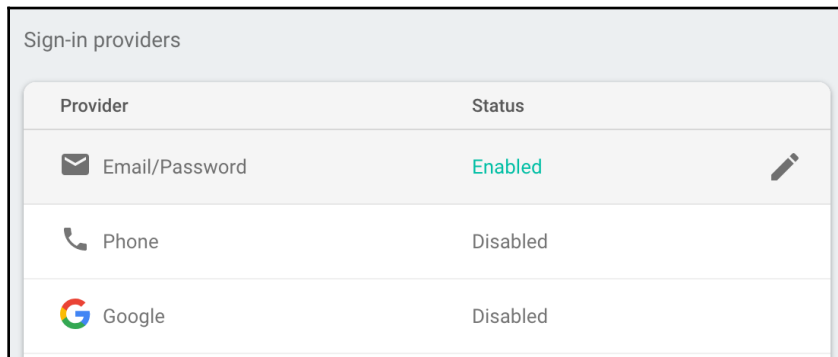 Sign-in providers
Provider Status
Email/Password Enabled
Phone Disabled
Google Disabled